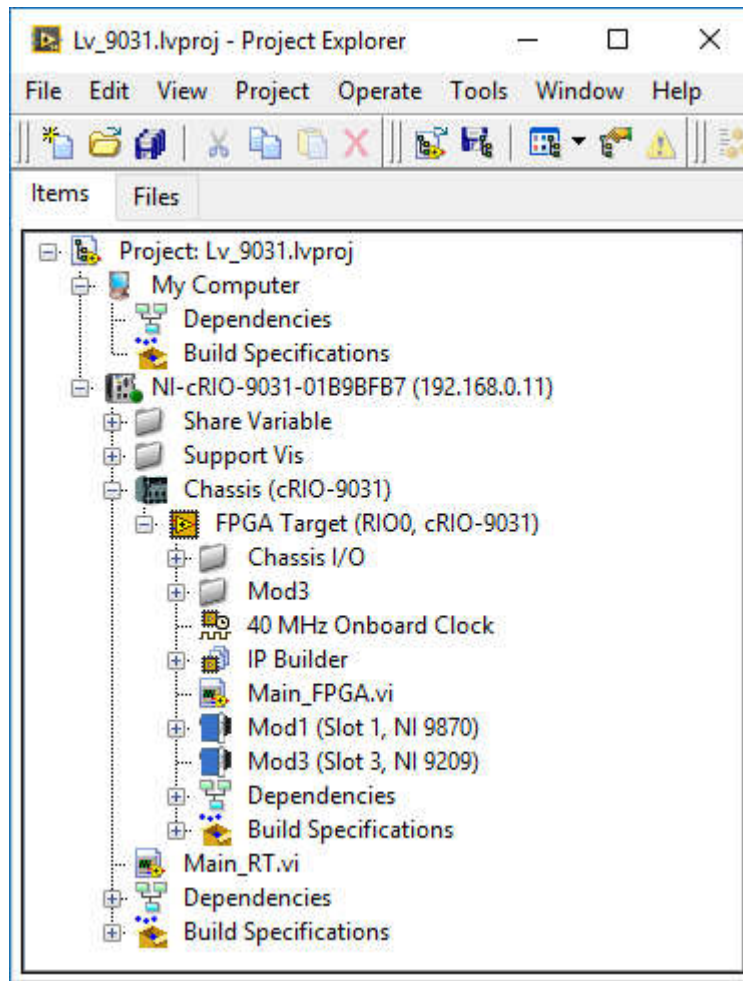 Lv_9031.lvproj - Project Explorer
File Edit View Project Operate Tools Window Help
Items Files
Project: Lv_9031.lvproj
My Computer
Dependencies
Build Specifications
NI-cRIO-9031-01B9BFB7 (192.168.0.11)
Share Variable
Support Vis
Chassis (cRIO-9031)
FPGA Target (RIO0, cRIO-9031)
Chassis I/O
Mod3
40 MHz Onboard Clock
IP Builder
Main_FPGA.vi
Mod1 (Slot 1, NI 9870)
Mod3 (Slot 3, NI 9209)
Dependencies
Build Specifications
Main_RT.vi
Dependencies
Build Specifications